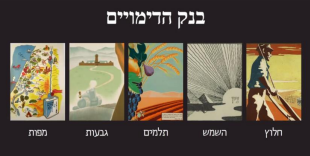 בנק הדימויים
חלוץ
השמש
תלמים
גבעות
מפות